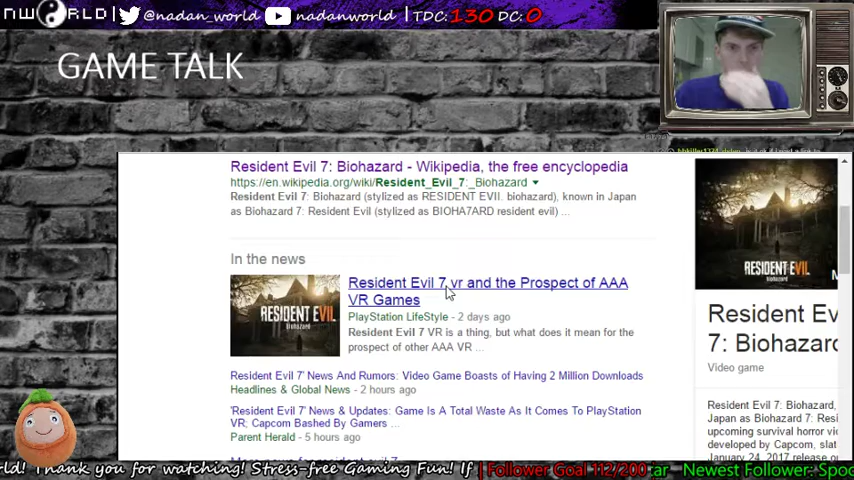 NW RLD @nadan_world nadanworld TDC: 130 DC: 0
GAME TALK
Resident Evil 7: Biohazard - Wikipedia, the free encyclopedia
https://en.wikipedia.org/wiki/Resident_Evil_7:_Biohazard
Resident Evil 7: Biohazard (stylized as RESIDENT EVIL. biohazard), known in Japan
as Biohazard 7: Resident Evil (stylized as BIOHA7ARD resident evil) ...
In the news
RESIDENT EVIL
biohazard
Resident Evil 7 vr and the Prospect of AAA
VR Games
PlayStation LifeStyle - 2 days ago
Resident Evil 7 VR is a thing, but what does it mean for the
prospect of other AAA VR ...
Resident Evil 7' News And Rumors: Video Game Boasts of Having 2 Million Downloads
Headlines & Global News - 2 hours ago
'Resident Evil 7' News & Updates: Game Is A Total Waste As It Comes To PlayStation
VR; Capcom Bashed By Gamers ...
Parent Herald - 5 hours ago
RESIDENT EVIL
biohazard
Resident Ev
7: Biohazard
Video game
Resident Evil 7: Biohazard,
Japan as Biohazard 7: Resi
upcoming survival horror vi
developed by Capcom, slat
January 24, 2017 release o
rld! Thank you for watching! Stress-free Gaming Fun! If Follower Goal 112/200 ar Newest Follower: Spoo